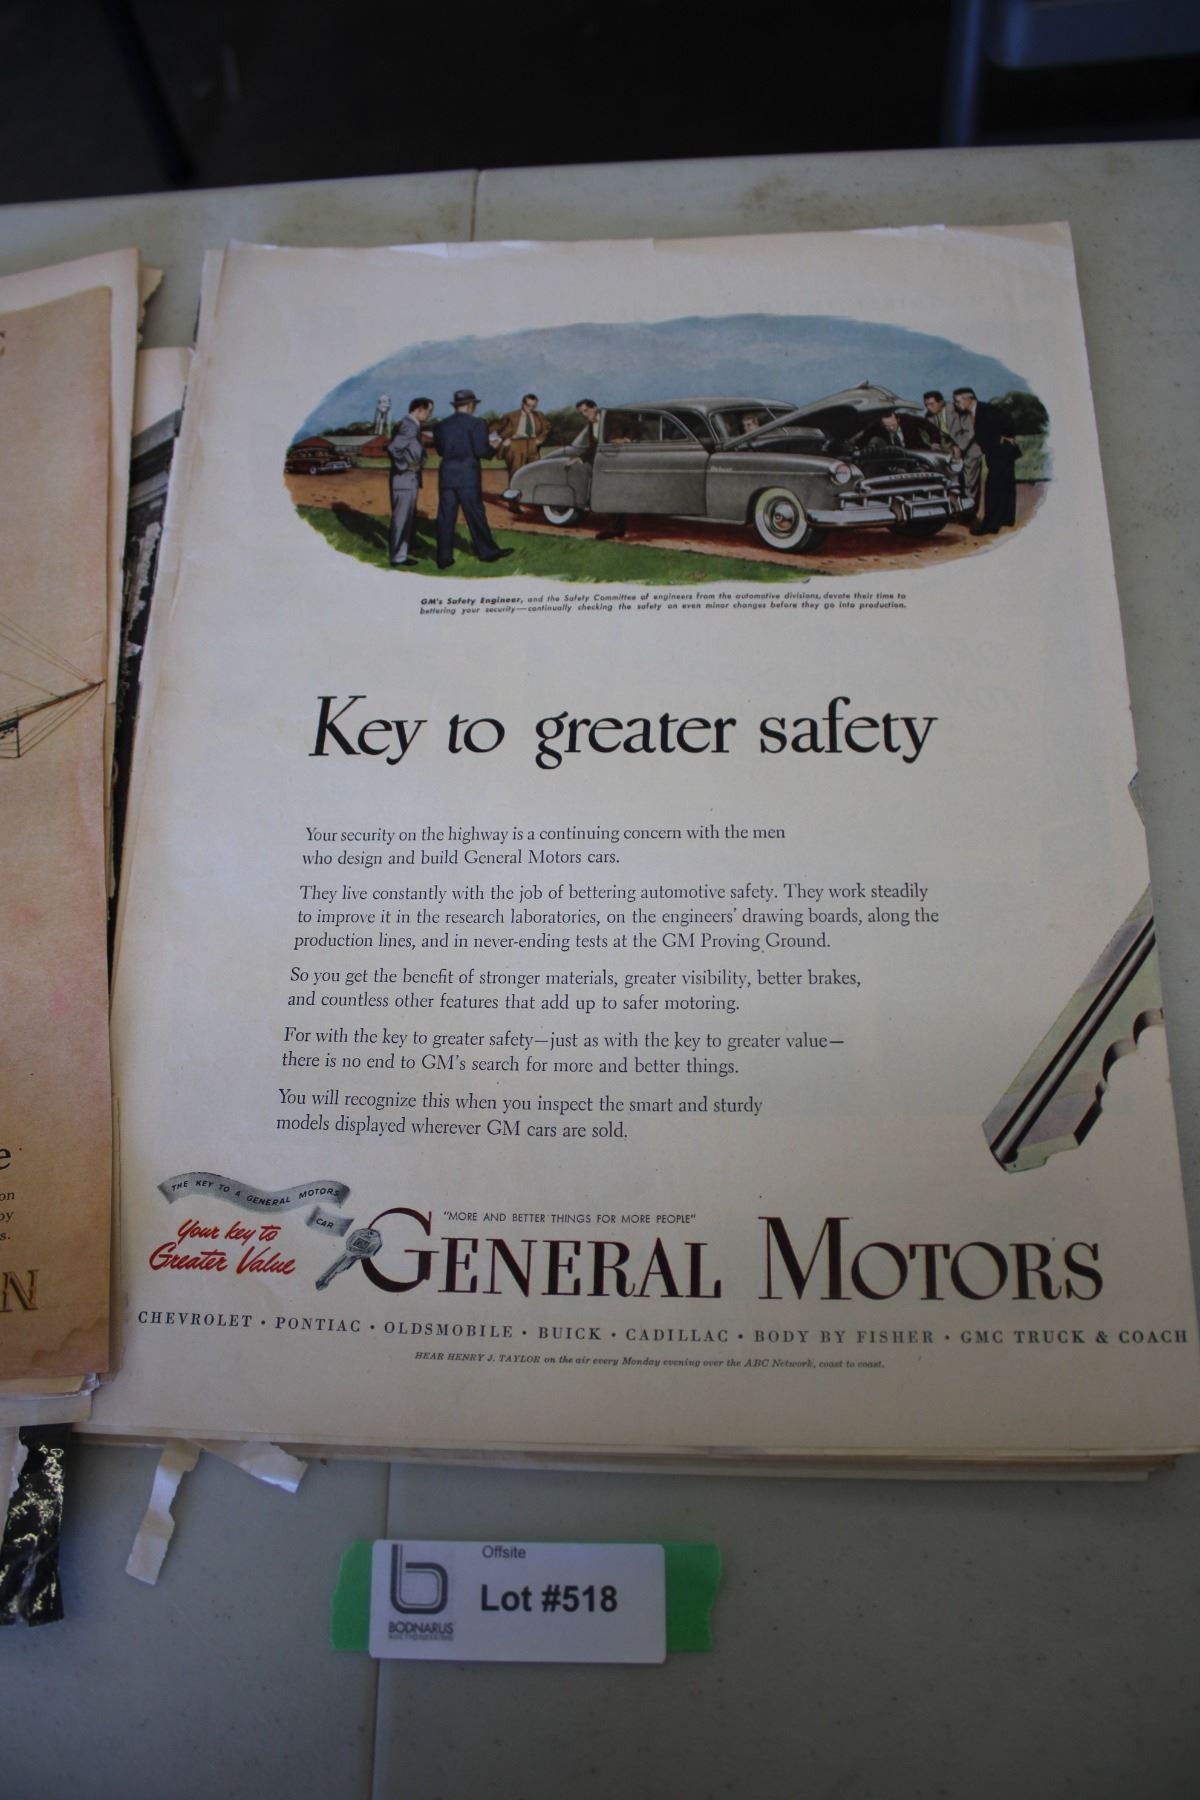 GM's Safety Engineer, and the Safety Committee of engineers from the automotive divisions, devote their time to
bettering your security—continually checking the safety on even minor changes before they go into production.
Key to greater safety
Your security on the highway is a continuing concern with the men
who design and build General Motors cars.
They live constantly with the job of bettering automotive safety. They work steadily
to improve it in the research laboratories, on the engineers' drawing boards, along the
production lines, and in never-ending tests at the GM Proving Ground.
So you get the benefit of stronger materials, greater visibility, better brakes,
and countless other features that add up to safer motoring.
For with the key to greater safety—just as with the key to greater value—
there is no end to GM's search for more and better things.
You will recognize this when you inspect the smart and sturdy
models displayed wherever GM cars are sold.
THE KEY TO A GENERAL MOTORS
CAR
Your key to
Greater Value
"MORE AND BETTER THINGS FOR MORE PEOPLE"
GENERAL MOTORS
CHEVROLET • PONTIAC • OLDSMOBILE • BUICK • CADILLAC • BODY BY FISHER • GMC TRUCK & COACH
HEAR HENRY J. TAYLOR on the air every Monday evening over the ABC Network, coast to coast.
e
on
by
s.
N
Offsite
Lot #518
BODNARUS
AUCTIONEERING